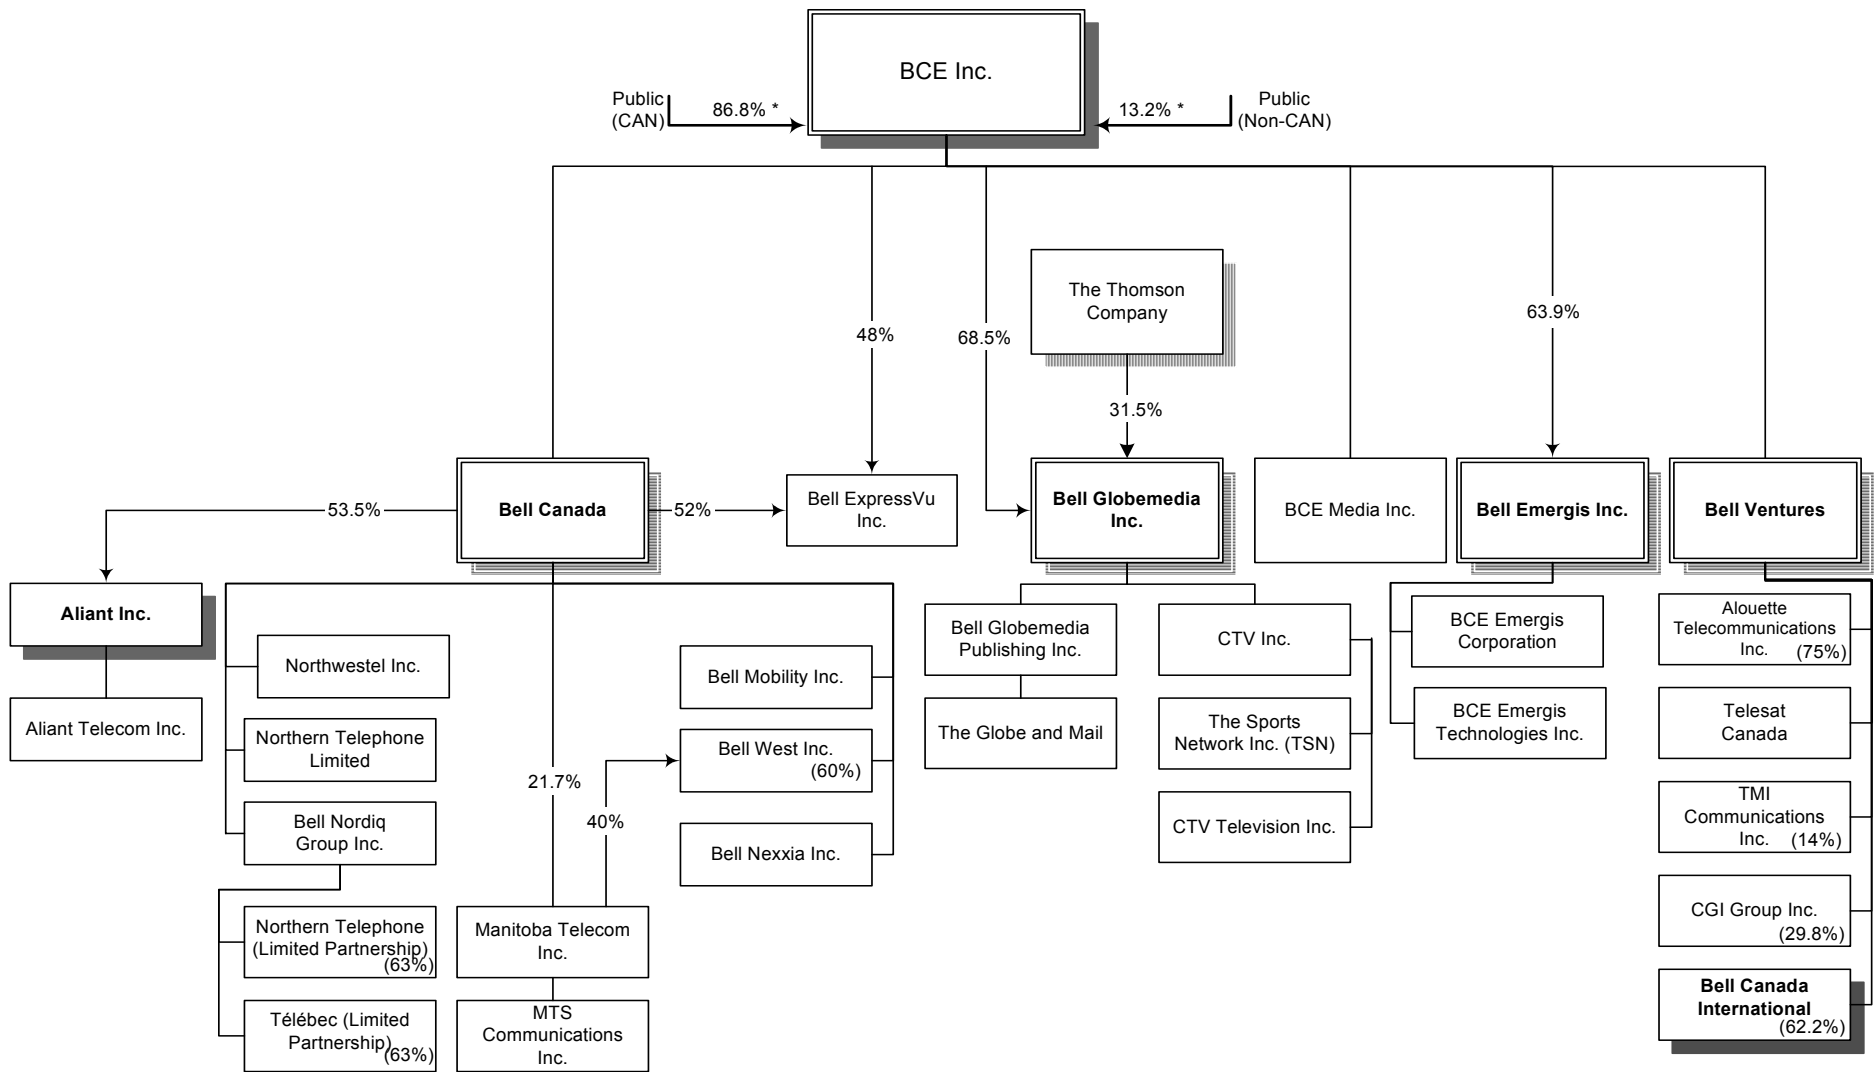 BCE Inc.
Public
(CAN)
86.8% *
13.2% *
Public
(Non-CAN)
The Thomson
Company
48%
68.5%
63.9%
31.5%
Bell Canada
53.5%
52%
Bell ExpressVu
Inc.
Bell Globemedia
Inc.
BCE Media Inc.
Bell Emergis Inc.
Bell Ventures
Aliant Inc.
Aliant Telecom Inc.
Northwestel Inc.
Northern Telephone
Limited
Bell Nordiq
Group Inc.
Northern Telephone
(Limited Partnership)
(63%)
Télébec (Limited
Partnership)
(63%)
21.7%
40%
Manitoba Telecom
Inc.
MTS
Communications
Inc.
Bell Mobility Inc.
Bell West Inc.
(60%)
Bell Nexxia Inc.
Bell Globemedia
Publishing Inc.
The Globe and Mail
CTV Inc.
The Sports
Network Inc. (TSN)
CTV Television Inc.
BCE Emergis
Corporation
BCE Emergis
Technologies Inc.
Alouette
Telecommunications
Inc. (75%)
Telesat
Canada
TMI
Communications
Inc. (14%)
CGI Group Inc.
(29.8%)
Bell Canada
International
(62.2%)